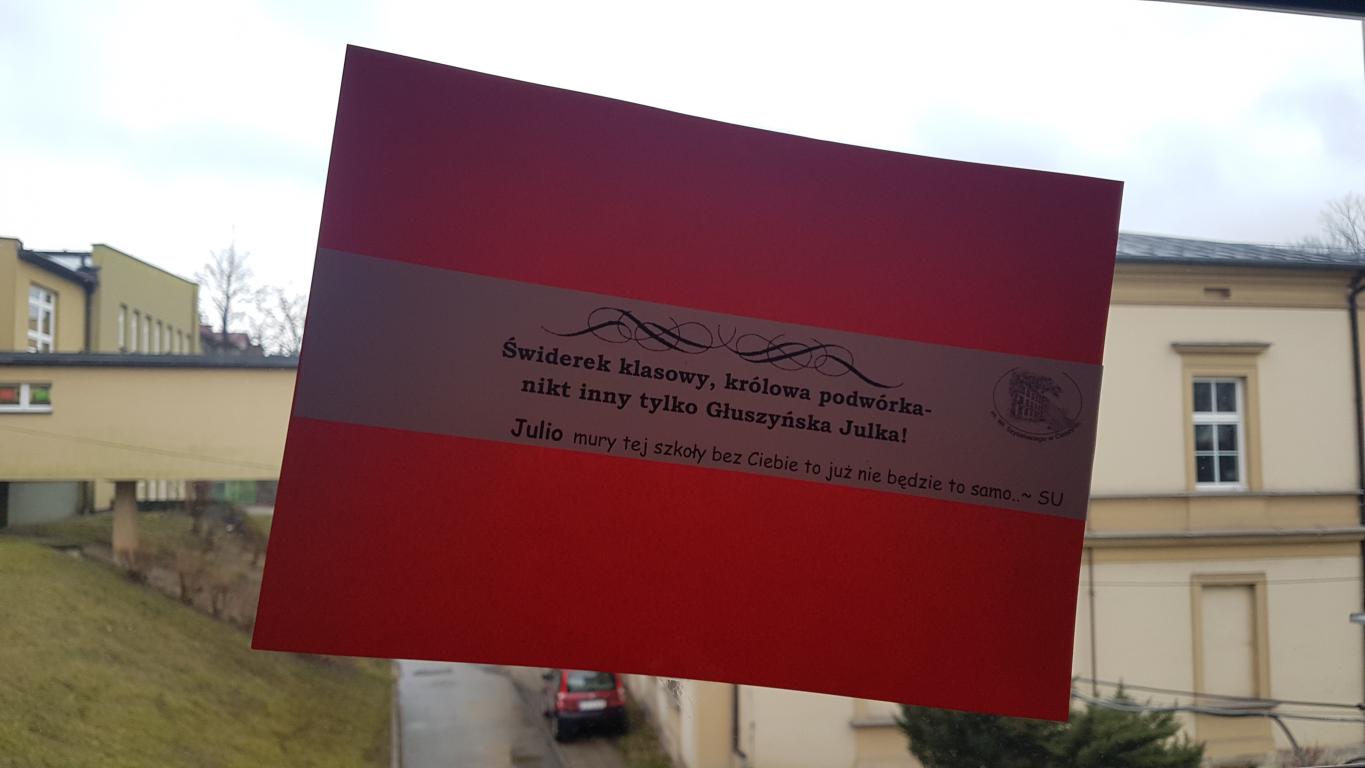 Świderek klasowy, królowa podwórka-
nikt inny tylko Głuszyńska Julka!
Julio mury tej szkoły bez Ciebie to już nie będzie to samo..~ SU